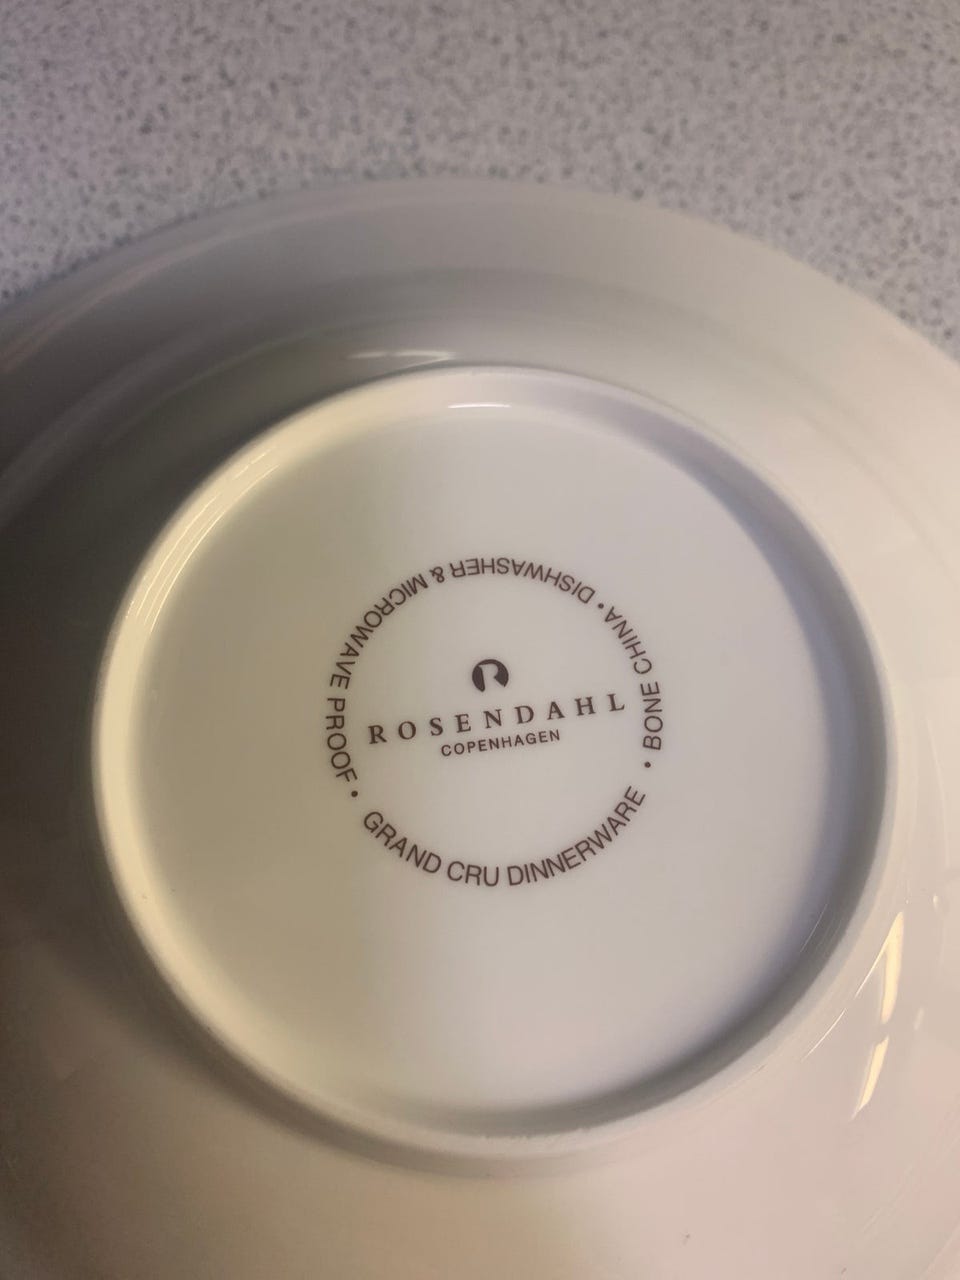 R
ROSENDAHL
COPENHAGEN
GRAND CRU DINNERWARE • BONE CHINA • DISHWASHER & MICROWAVE PROOF •